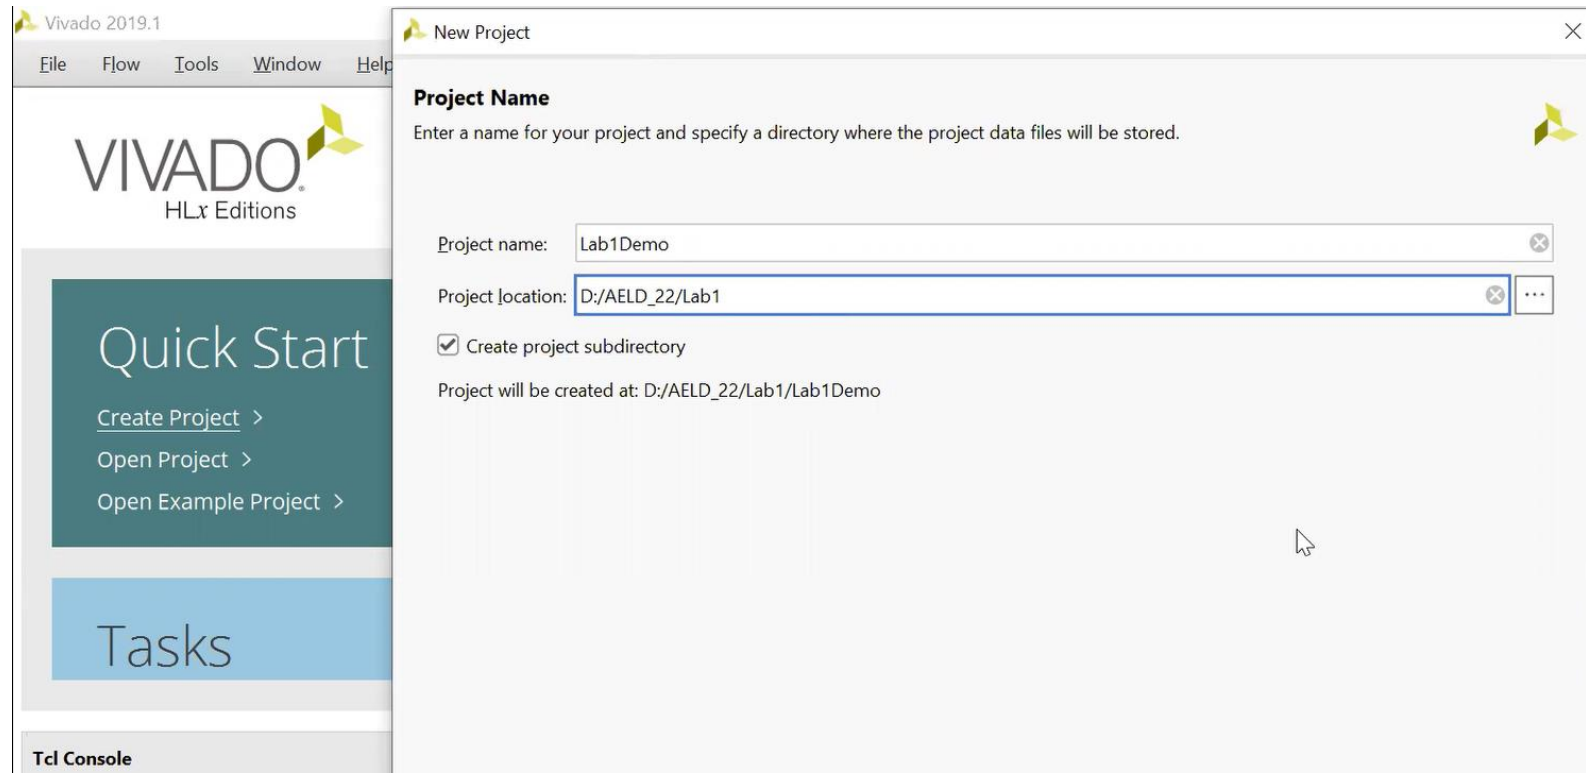 Vivado 2019.1
File Flow Tools Window Help
VIVADO.
HLx Editions
Quick Start
Create Project >
Open Project >
Open Example Project >
Tasks
Tcl Console
New Project
Project Name
Enter a name for your project and specify a directory where the project data files will be stored.
Project name: Lab1Demo
Project location: D:/AELD_22/Lab1 ...
Create project subdirectory
Project will be created at: D:/AELD_22/Lab1/Lab1Demo